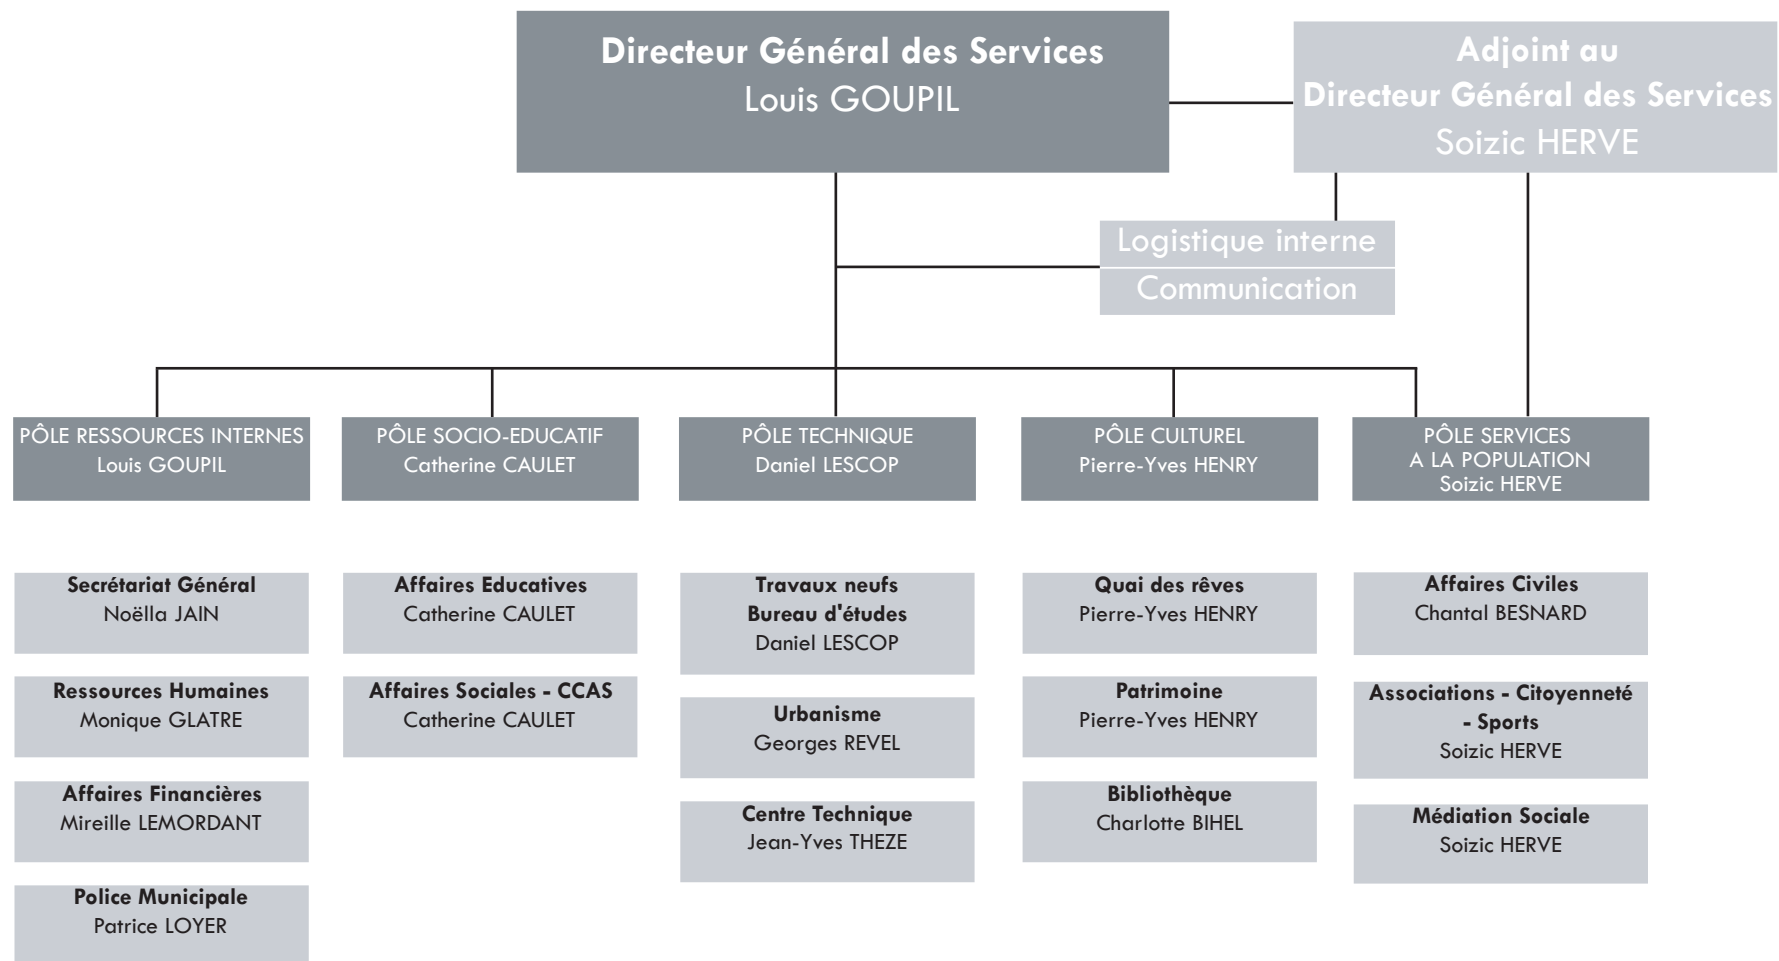 Directeur Général des Services
Louis GOUPIL
Adjoint au
Directeur Général des Services
Soizic HERVE
Logistique interne
Communication
PÔLE RESSOURCES INTERNES
Louis GOUPIL
PÔLE SOCIO-EDUCATIF
Catherine CAULET
PÔLE TECHNIQUE
Daniel LESCOP
PÔLE CULTUREL
Pierre-Yves HENRY
PÔLE SERVICES
A LA POPULATION
Soizic HERVE
Secrétariat Général
Noëlla JAIN
Ressources Humaines
Monique GLATRE
Affaires Financières
Mireille LEMORDANT
Police Municipale
Patrice LOYER
Affaires Educatives
Catherine CAULET
Affaires Sociales - CCAS
Catherine CAULET
Travaux neufs
Bureau d'études
Daniel LESCOP
Urbanisme
Georges REVEL
Centre Technique
Jean-Yves THEZE
Quai des rêves
Pierre-Yves HENRY
Patrimoine
Pierre-Yves HENRY
Bibliothèque
Charlotte BIHEL
Affaires Civiles
Chantal BESNARD
Associations - Citoyenneté
- Sports
Soizic HERVE
Médiation Sociale
Soizic HERVE